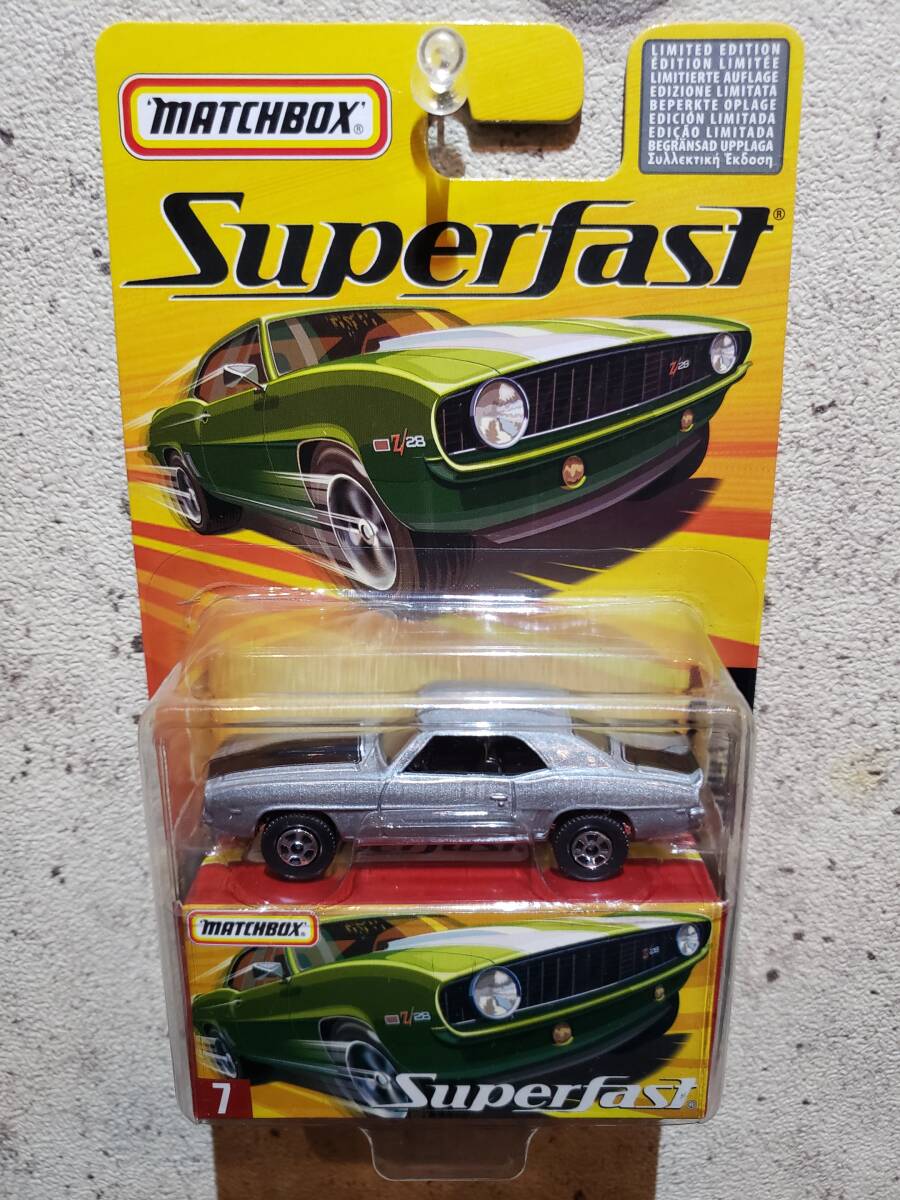 MATCHBOX®
LIMITED EDITION
ÉDITION LIMITÉE
LIMITIERTE AUFLAGE
EDIZIONE LIMITATA
BEPERKTE OPLAGE
EDICIÓN LIMITADA
EDIÇÃO LIMITADA
BEGRÄNSAD UPPLAGA
Συλλεκτική Έκδοση
Superfast®
Z/28
Z/28
MATCHBOX®
Z/28
Z/28
7
Superfast®